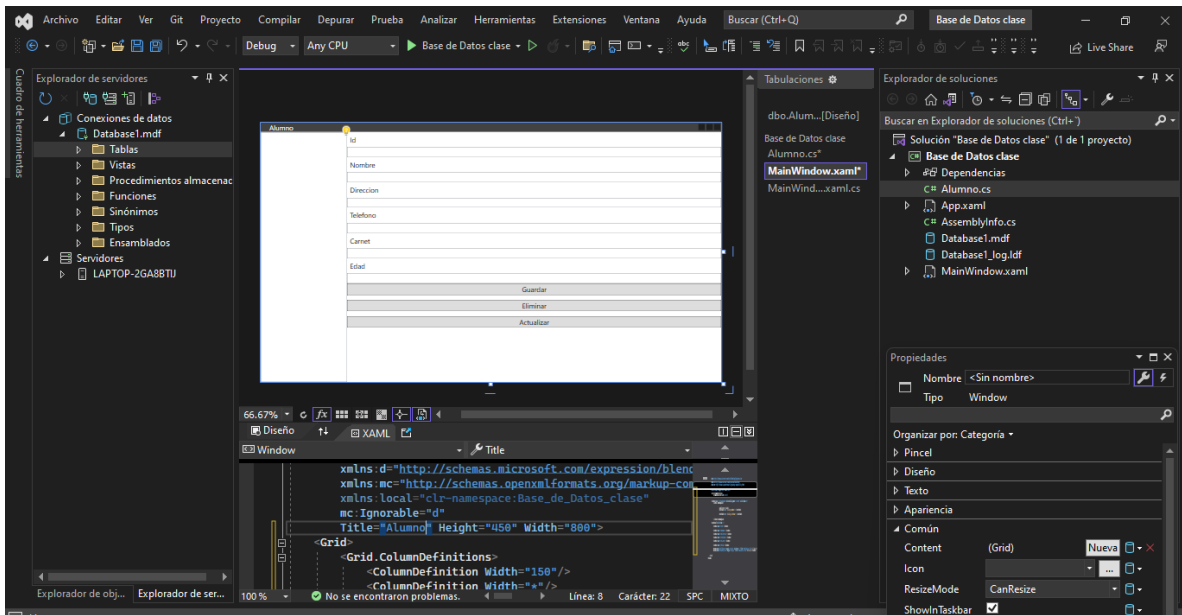 Archivo Editar Ver Git Proyecto Compilar Depurar Prueba Analizar Herramientas Extensiones Ventana Ayuda Buscar (Ctrl+Q) Base de Datos clase
Debug Any CPU Base de Datos clase Live Share
Cuadro de herramientas
Explorador de servidores
Conexiones de datos
Database1.mdf
Tablas
Vistas
Procedimientos almacenac
Funciones
Sinónimos
Tipos
Ensamblados
Servidores
LAPTOP-2GA8BTIJ
Explorador de obj... Explorador de ser...
Alumno
Id
Nombre
Direccion
Telefono
Carnet
Edad
Guardar
Eliminar
Actualizar
66.67%
Diseño XAML
Window Title
xmlns:d="http://schemas.microsoft.com/expression/blend
xmlns:mc="http://schemas.openxmlformats.org/markup-com
xmlns:local="clr-namespace:Base_de_Datos_clase"
mc:Ignorable="d"
Title="Alumno" Height="450" Width="800">
<Grid>
<Grid.ColumnDefinitions>
<ColumnDefinition Width="150"/>
<ColumnDefinition Width="*"/>
100 % No se encontraron problemas. Línea: 8 Carácter: 22 SPC MIXTO
Tabulaciones
dbo.Alum...[Diseño]
Base de Datos clase
Alumno.cs*
MainWindow.xaml*
MainWind....xaml.cs
Explorador de soluciones
Buscar en Explorador de soluciones (Ctrl+´)
Solución "Base de Datos clase" (1 de 1 proyecto)
Base de Datos clase
Dependencias
C# Alumno.cs
App.xaml
C# AssemblyInfo.cs
Database1.mdf
Database1_log.ldf
MainWindow.xaml
Propiedades
Nombre <Sin nombre>
Tipo Window
Organizar por: Categoría
Pincel
Diseño
Texto
Apariencia
Común
Content (Grid) Nueva
Icon ...
ResizeMode CanResize
ShowInTaskbar